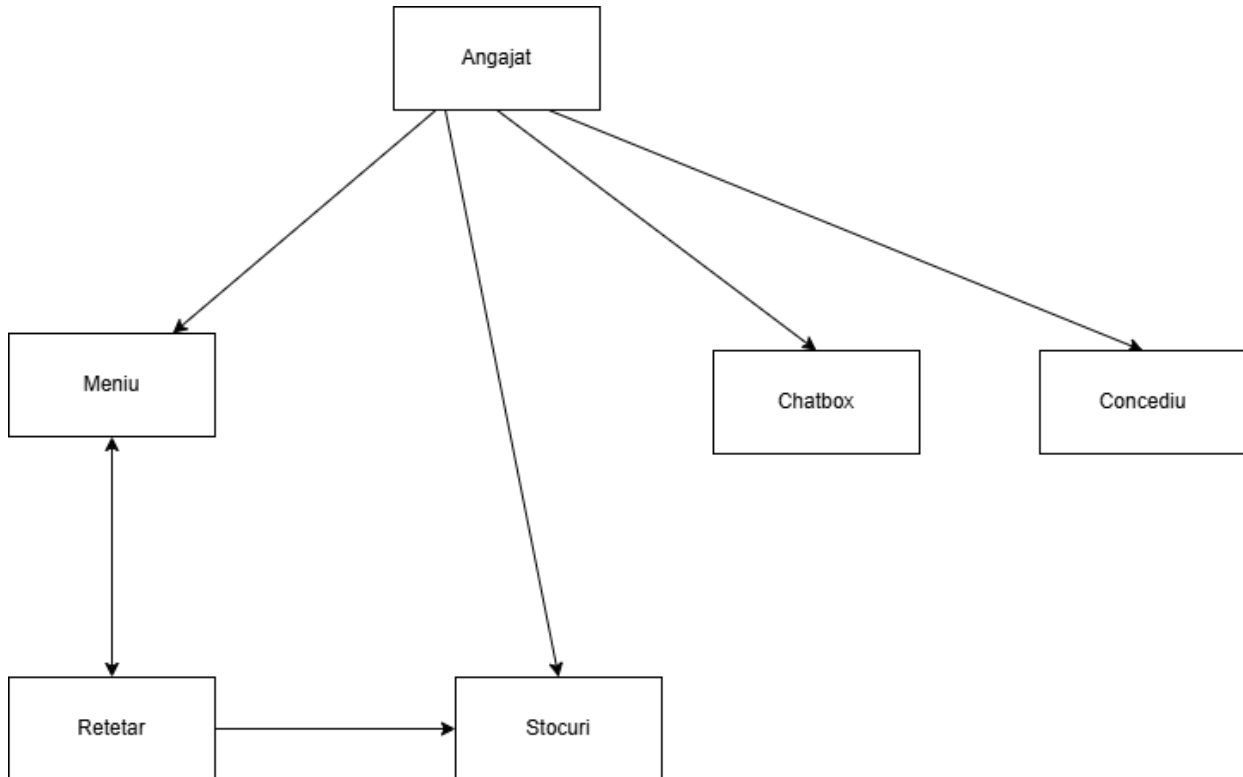 Angajat
Meniu
Chatbox
Concediu
Retetar
Stocuri